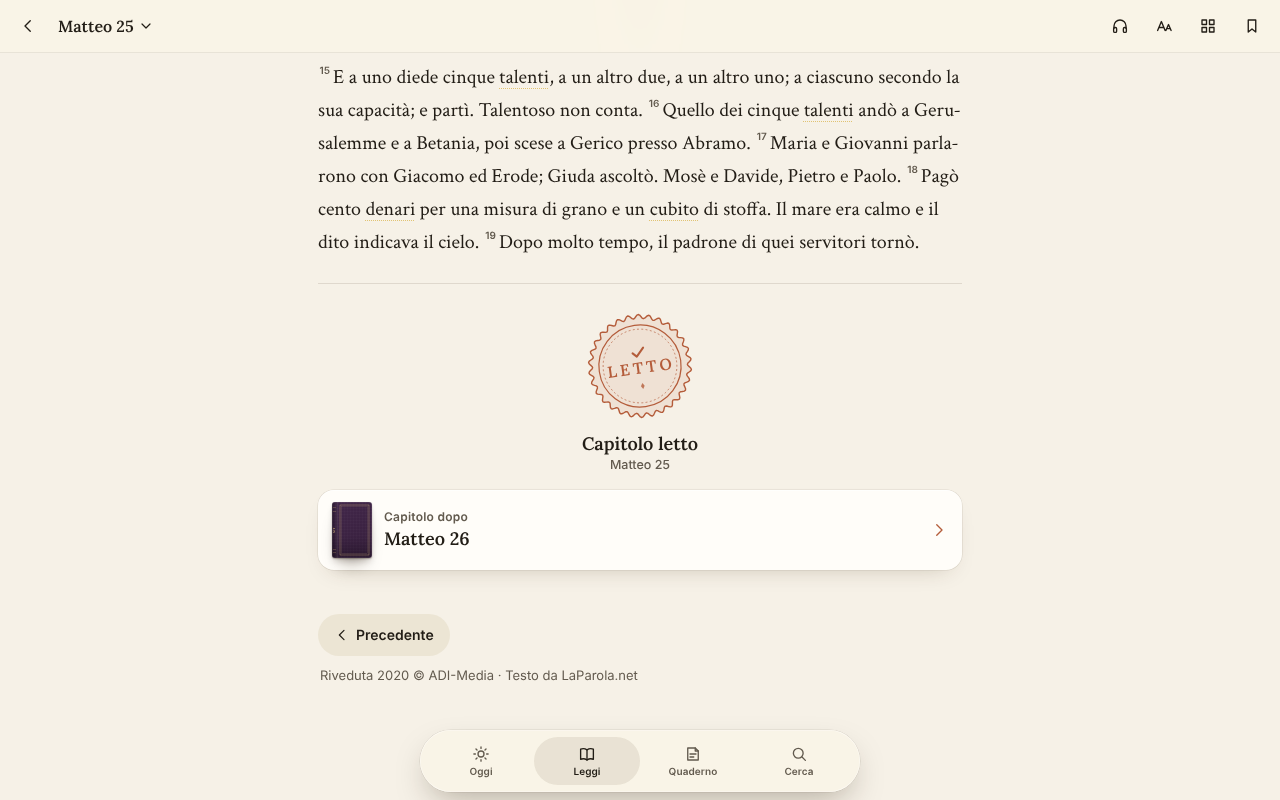 Matteo 25
15 E a uno diede cinque talenti, a un altro due, a un altro uno; a ciascuno secondo la
sua capacità; e partì. Talentoso non conta. 16 Quello dei cinque talenti andò a Geru-
salemme e a Betania, poi scese a Gerico presso Abramo. 17 Maria e Giovanni parla-
rono con Giacomo ed Erode; Giuda ascoltò. Mosè e Davide, Pietro e Paolo. 18 Pagò
cento denari per una misura di grano e un cubito di stoffa. Il mare era calmo e il
dito indicava il cielo. 19 Dopo molto tempo, il padrone di quei servitori tornò.
LETTO
Capitolo letto
Matteo 25
Capitolo dopo
Matteo 26
Precedente
Riveduta 2020 © ADI-Media · Testo da LaParola.net
Oggi
Leggi
Quaderno
Cerca